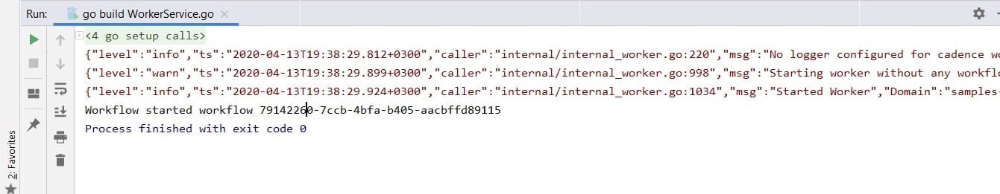 Run: go build WorkerService.go
<4 go setup calls>
{"level":"info","ts":"2020-04-13T19:38:29.812+0300","caller":"internal/internal_worker.go:220","msg":"No logger configured for cadence wo
{"level":"warn","ts":"2020-04-13T19:38:29.899+0300","caller":"internal/internal_worker.go:998","msg":"Starting worker without any workflo
{"level":"info","ts":"2020-04-13T19:38:29.924+0300","caller":"internal/internal_worker.go:1034","msg":"Started Worker","Domain":"samples-
Workflow started workflow 79142260-7ccb-4bfa-b405-aacbffd89115
Process finished with exit code 0
2: Favorites